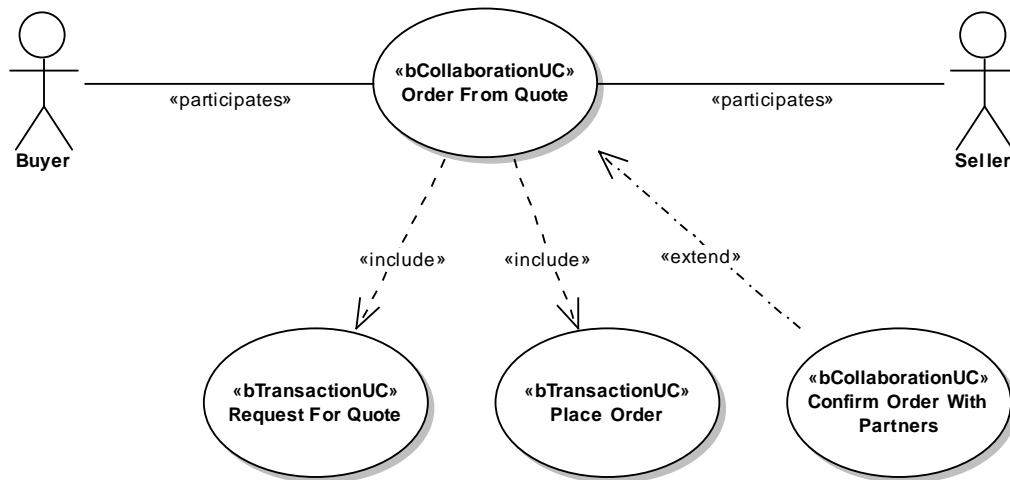 «bCollaborationUC»
Order From Quote
«participates»
«participates»
Buyer
Seller
«include»
«include»
«extend»
«bTransactionUC»
Request For Quote
«bTransactionUC»
Place Order
«bCollaborationUC»
Confirm Order With
Partners